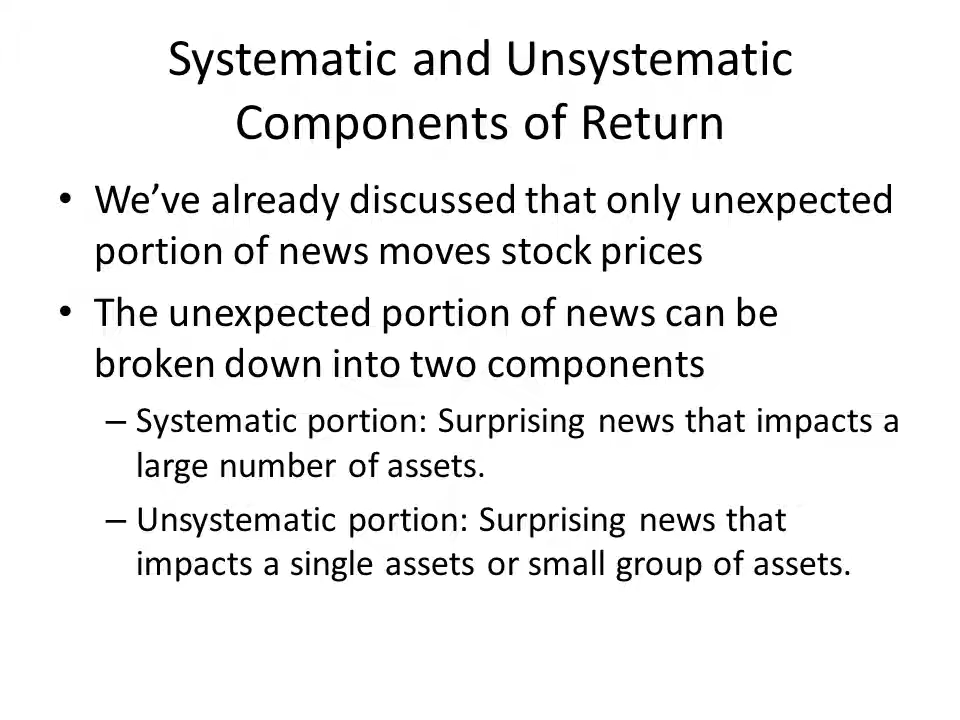 Systematic and Unsystematic
Components of Return
• We’ve already discussed that only unexpected
portion of news moves stock prices
• The unexpected portion of news can be
broken down into two components
– Systematic portion: Surprising news that impacts a
large number of assets.
– Unsystematic portion: Surprising news that
impacts a single assets or small group of assets.